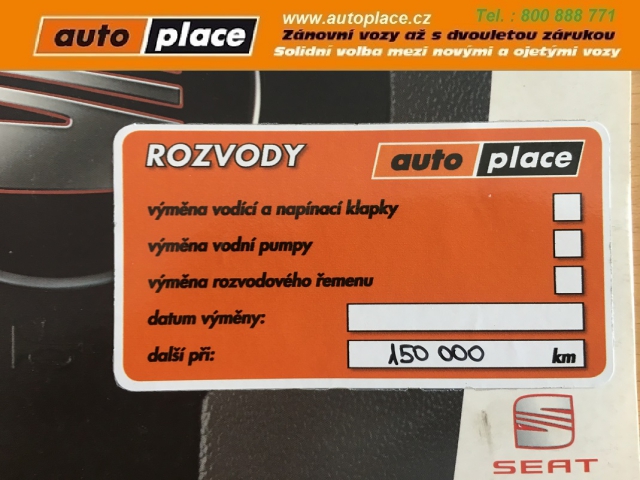 auto place
www.autoplace.cz
Tel. : 800 888 771
Zánovní vozy až s dvouletou zárukou
Solidní volba mezi novými a ojetými vozy
ROZVODY
auto place
výměna vodící a napínací klapky
výměna vodní pumpy
výměna rozvodového řemenu
datum výměny:
další při: 150 000 km
SEAT